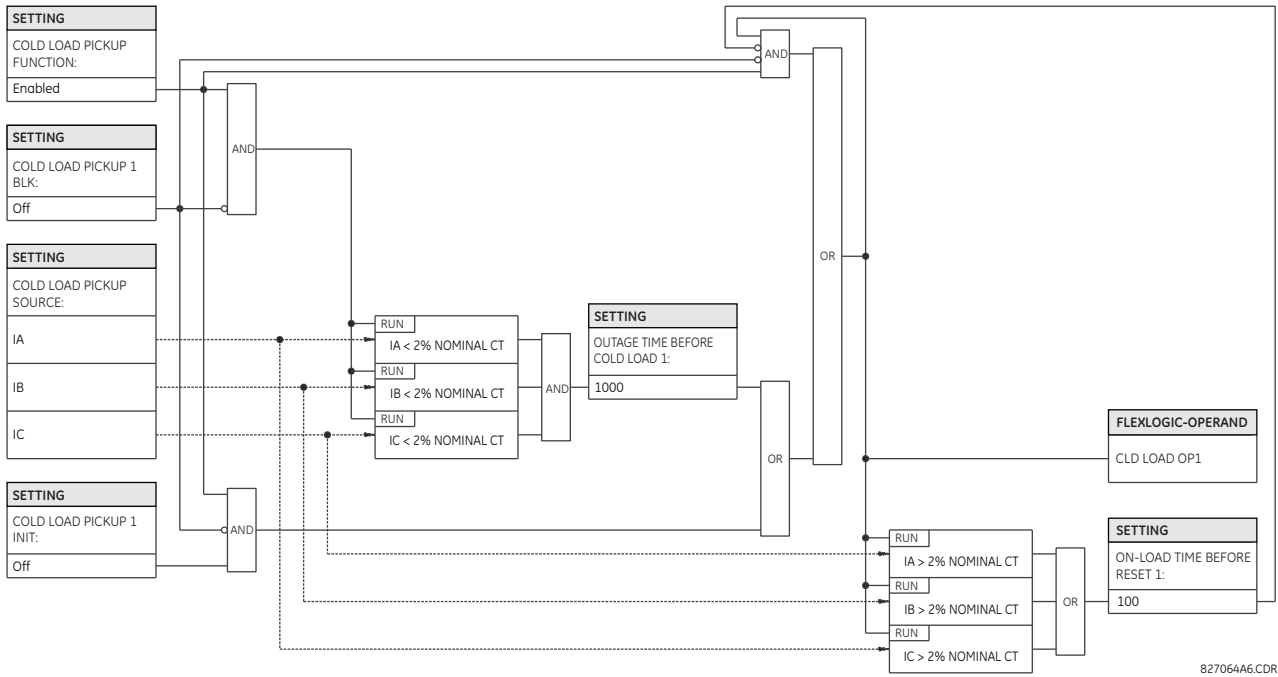 SETTING
COLD LOAD PICKUP
FUNCTION:
Enabled
SETTING
COLD LOAD PICKUP 1
BLK:
Off
SETTING
COLD LOAD PICKUP
SOURCE:
IA
IB
IC
SETTING
COLD LOAD PICKUP 1
INIT:
Off
AND
AND
RUN
IA < 2% NOMINAL CT
RUN
IB < 2% NOMINAL CT
RUN
IC < 2% NOMINAL CT
AND
SETTING
OUTAGE TIME BEFORE
COLD LOAD 1:
1000
AND
OR
OR
RUN
IA > 2% NOMINAL CT
RUN
IB > 2% NOMINAL CT
RUN
IC > 2% NOMINAL CT
OR
FLEXLOGIC-OPERAND
CLD LOAD OP1
SETTING
ON-LOAD TIME BEFORE
RESET 1:
100
827064A6.CDR